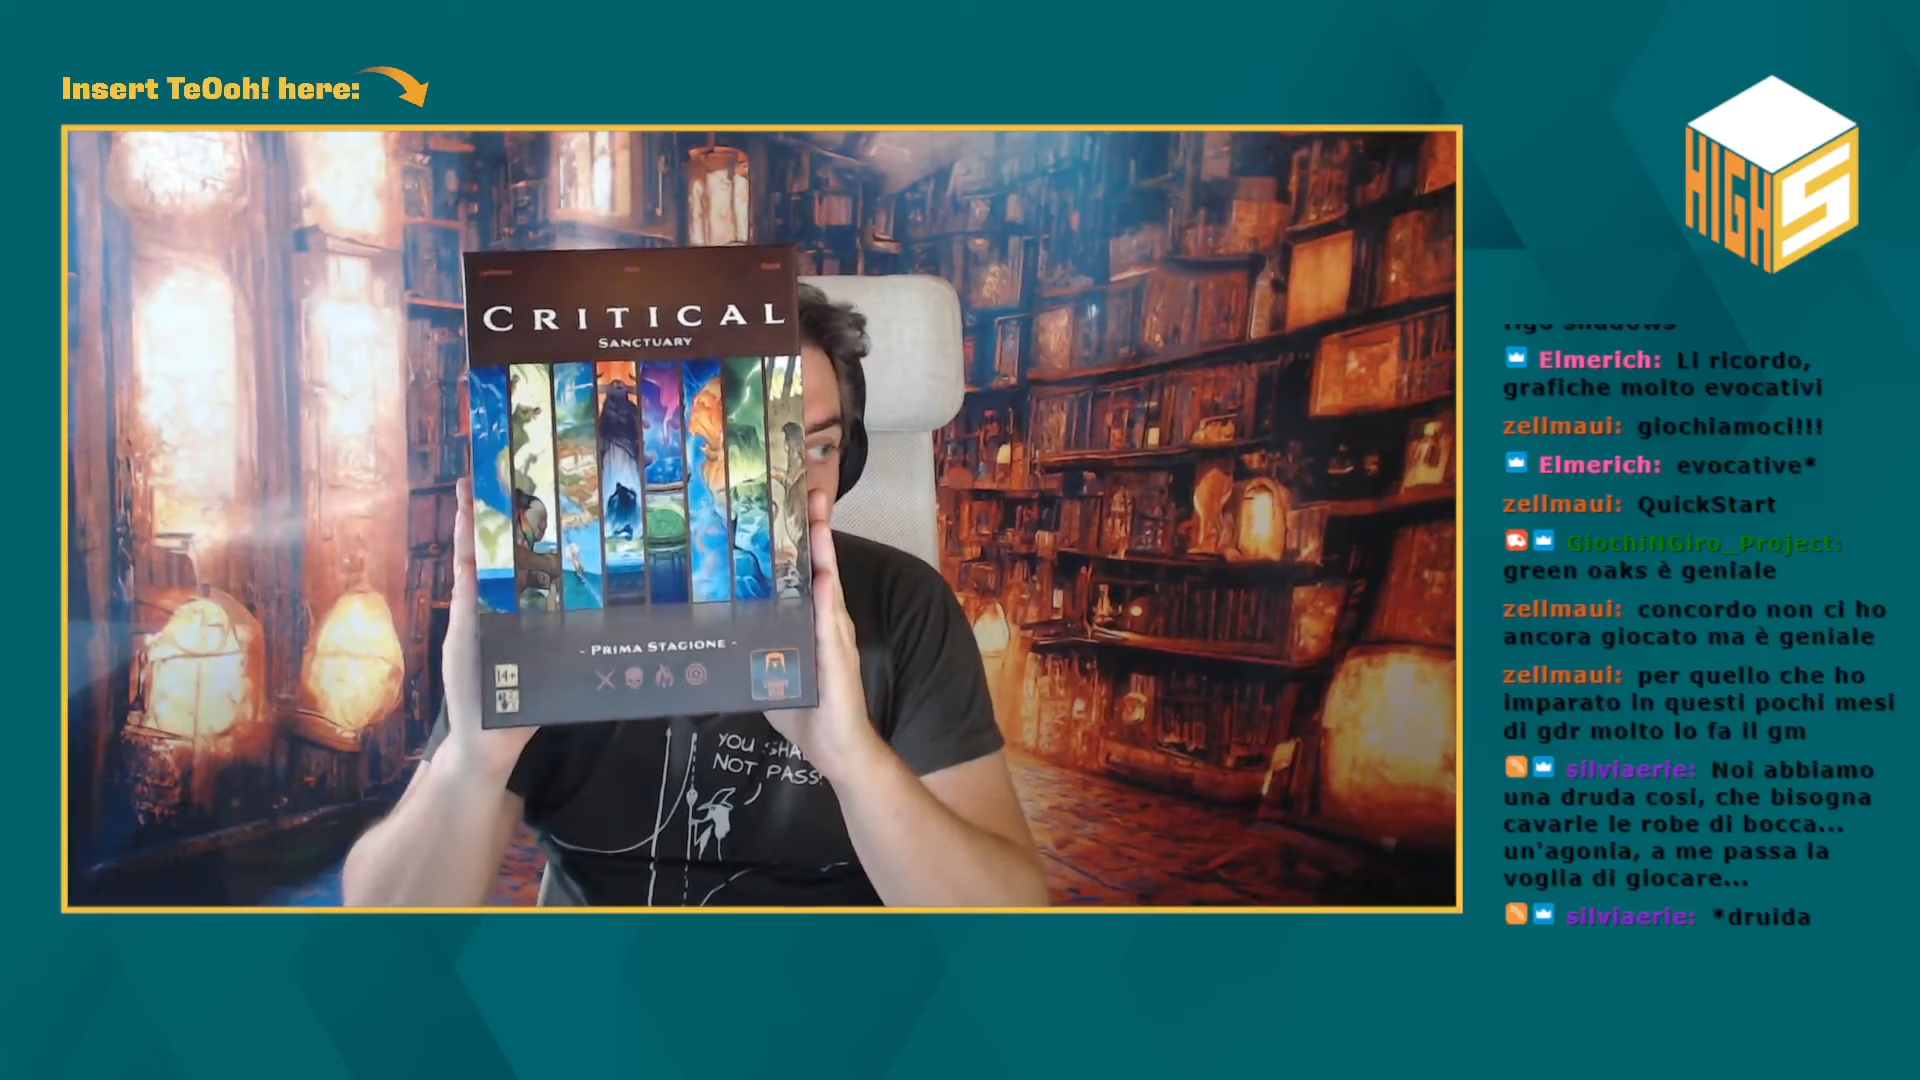 Insert TeOoh! here:
HIGH
S
CRITICAL
SANCTUARY
- PRIMA STAGIONE -
14+
YOU SHA
NOT PASS!
Elmerich: Li ricordo,
grafiche molto evocativi
zellmaui: giochiamoci!!!
Elmerich: evocative*
zellmaui: QuickStart
GiochiNGiro_Project:
green oaks è geniale
zellmaui: concordo non ci ho
ancora giocato ma è geniale
zellmaui: per quello che ho
imparato in questi pochi mesi
di gdr molto lo fa il gm
silviaerie: Noi abbiamo
una druda cosi, che bisogna
cavarle le robe di bocca...
un'agonia, a me passa la
voglia di giocare...
silviaerie: *druida